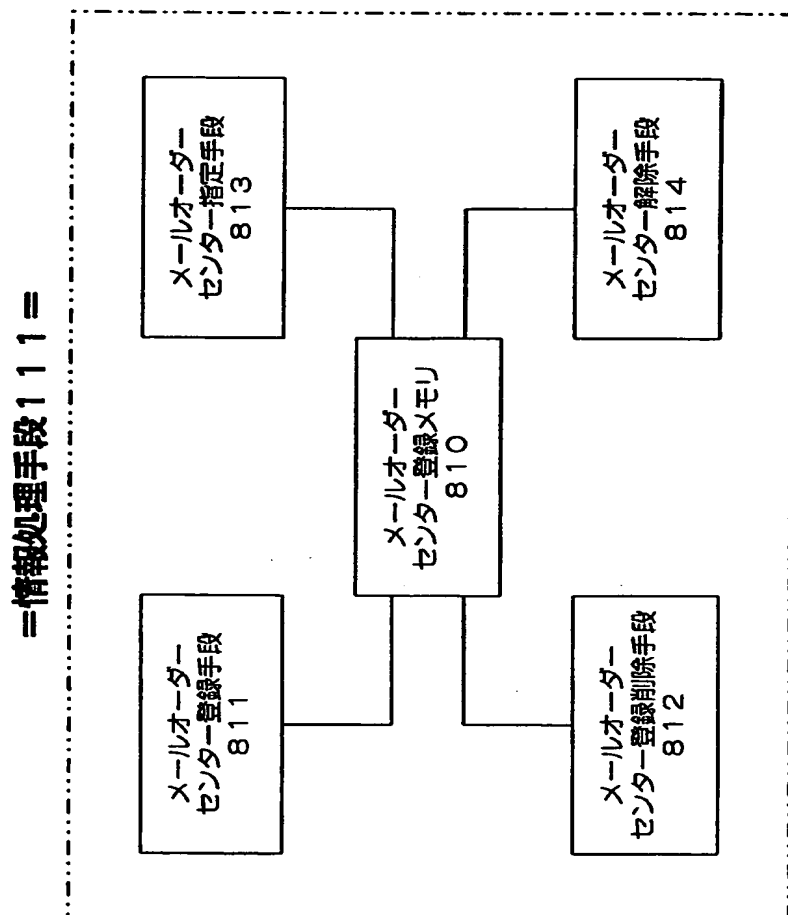 =情報処理手段１１１=
メールオーダー
センター登録手段
８１１
メールオーダー
センター指定手段
８１３
メールオーダー
センター登録メモリ
８１０
メールオーダー
センター登録削除手段
８１２
メールオーダー
センター解除手段
８１４